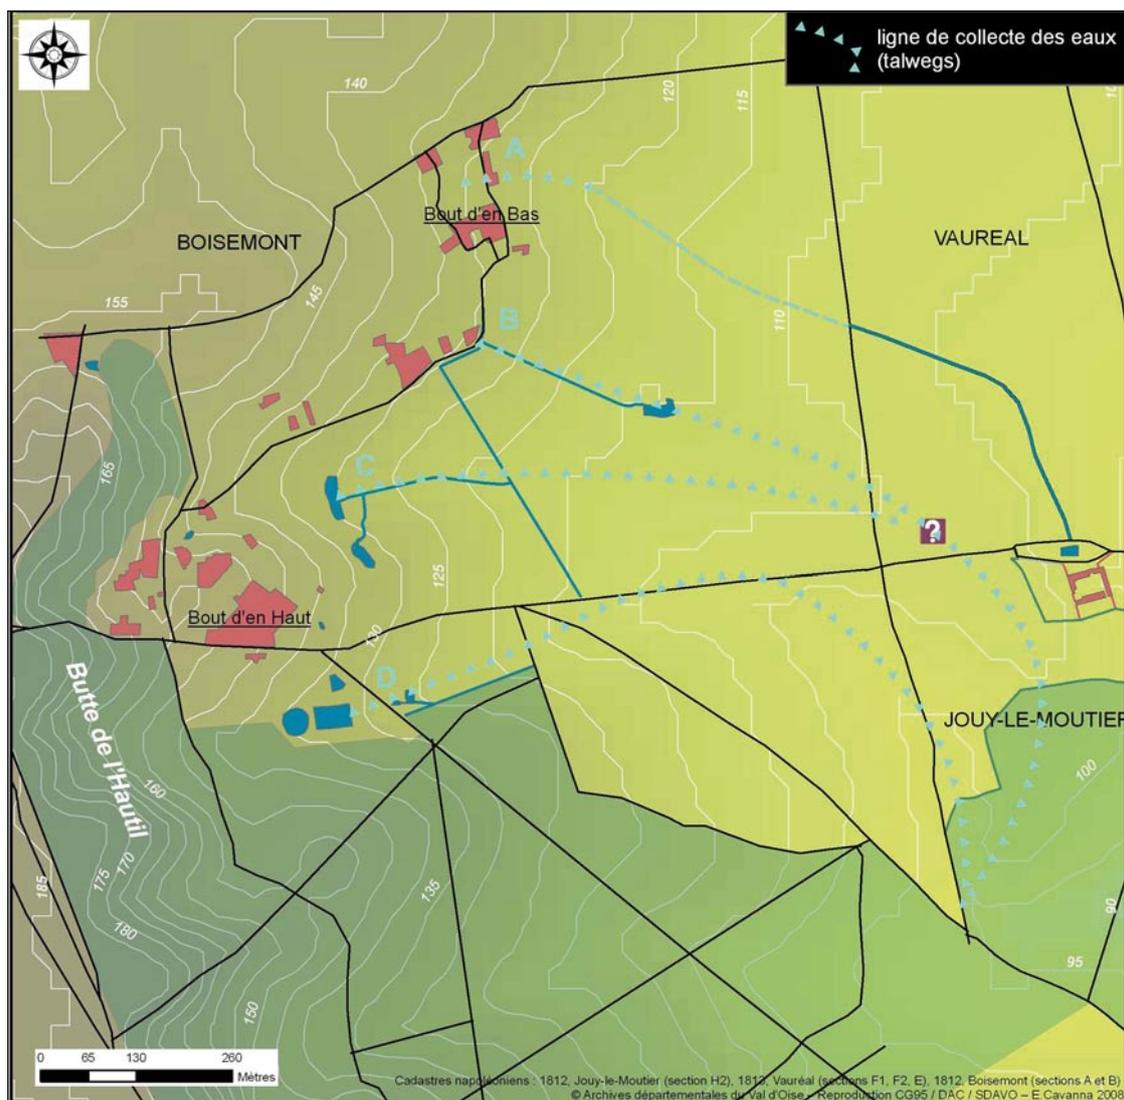 ligne de collecte des eaux
(talwegs)
140
120
115
A
Bout d'en Bas
BOISEMONT
VAUREAL
145
155
110
B
165
C
125
?
Bout d'en Haut
130
D
Butte de l'Hautil
JOUY-LE-MOUTIER
100
160
170
175
185
135
180
90
95
150
0 65 130 260
Mètres
Cadastres napoléoniens : 1812, Jouy-le-Moutier (section H2), 1813, Vauréal (sections F1, F2, E), 1812, Boisemont (sections A et B)
© Archives départementales du Val d'Oise - Reproduction CG95 / DAC / SDAVO – E.Cavanna 2008